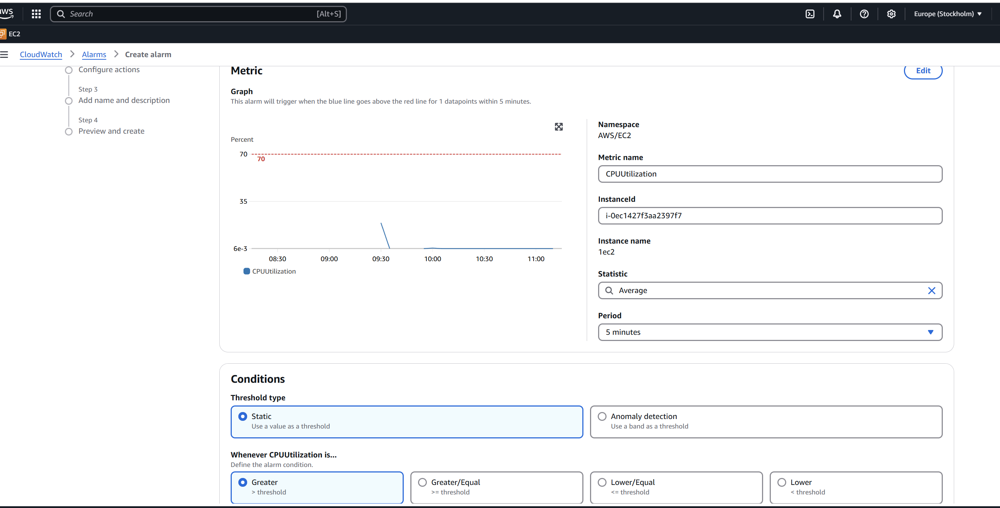 aws
Search
[Alt+S]
Europe (Stockholm)
EC2
CloudWatch
Alarms
Create alarm
Configure actions
Step 3
Add name and description
Step 4
Preview and create
Metric
Edit
Graph
This alarm will trigger when the blue line goes above the red line for 1 datapoints within 5 minutes.
Percent
70
70
35
6e-3
08:30 09:00 09:30 10:00 10:30 11:00
CPUUtilization
Namespace
AWS/EC2
Metric name
CPUUtilization
InstanceId
i-0ec1427f3aa2397f7
Instance name
1ec2
Statistic
Average
Period
5 minutes
Conditions
Threshold type
Static
Use a value as a threshold
Anomaly detection
Use a band as a threshold
Whenever CPUUtilization is...
Define the alarm condition.
Greater
> threshold
Greater/Equal
>= threshold
Lower/Equal
<= threshold
Lower
< threshold